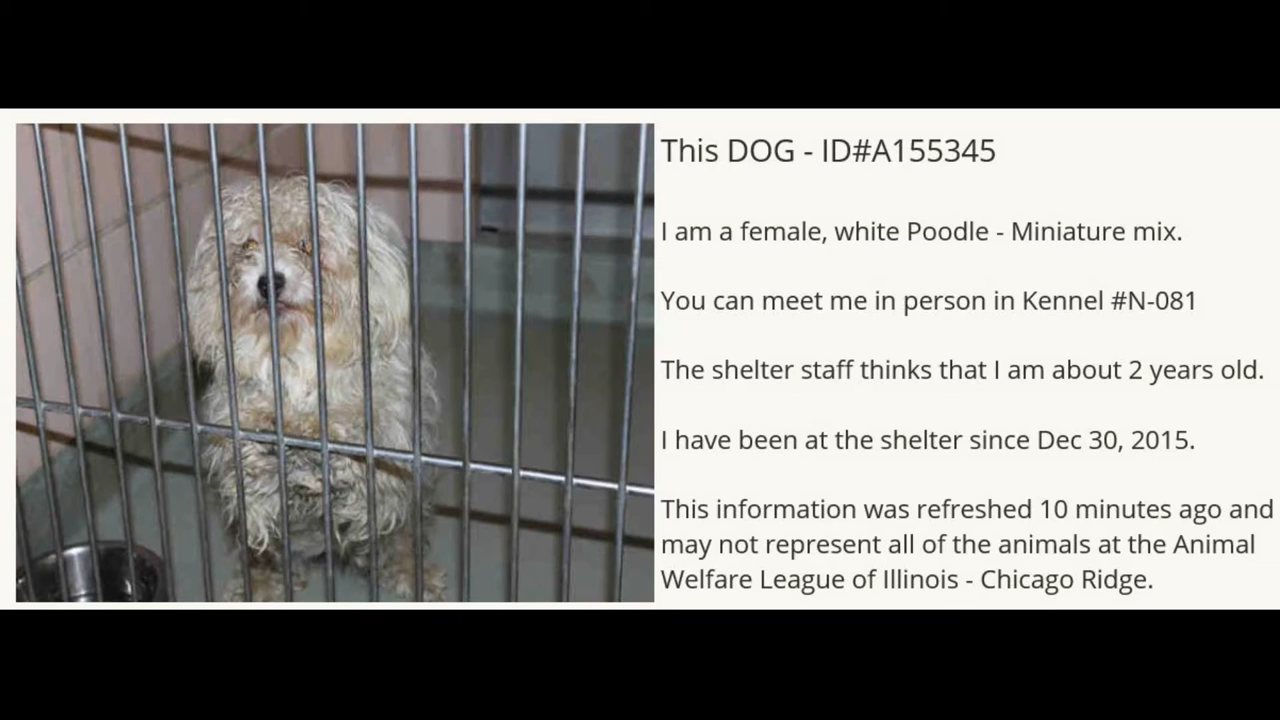 This DOG - ID#A155345
I am a female, white Poodle - Miniature mix.
You can meet me in person in Kennel #N-081
The shelter staff thinks that I am about 2 years old.
I have been at the shelter since Dec 30, 2015.
This information was refreshed 10 minutes ago and
may not represent all of the animals at the Animal
Welfare League of Illinois - Chicago Ridge.